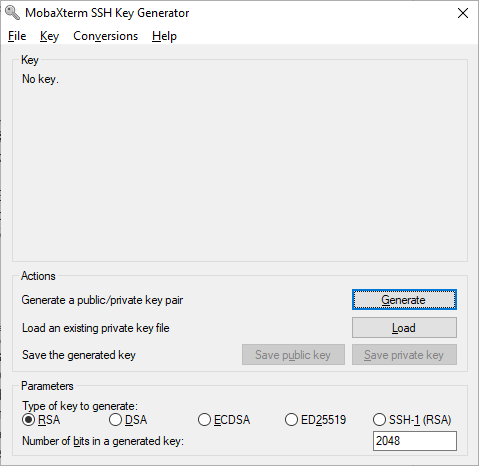 MobaXterm SSH Key Generator
File Key Conversions Help
Key
No key.
Actions
Generate a public/private key pair Generate
Load an existing private key file Load
Save the generated key Save public key Save private key
Parameters
Type of key to generate:
RSA DSA ECDSA ED25519 SSH-1 (RSA)
Number of bits in a generated key: 2048